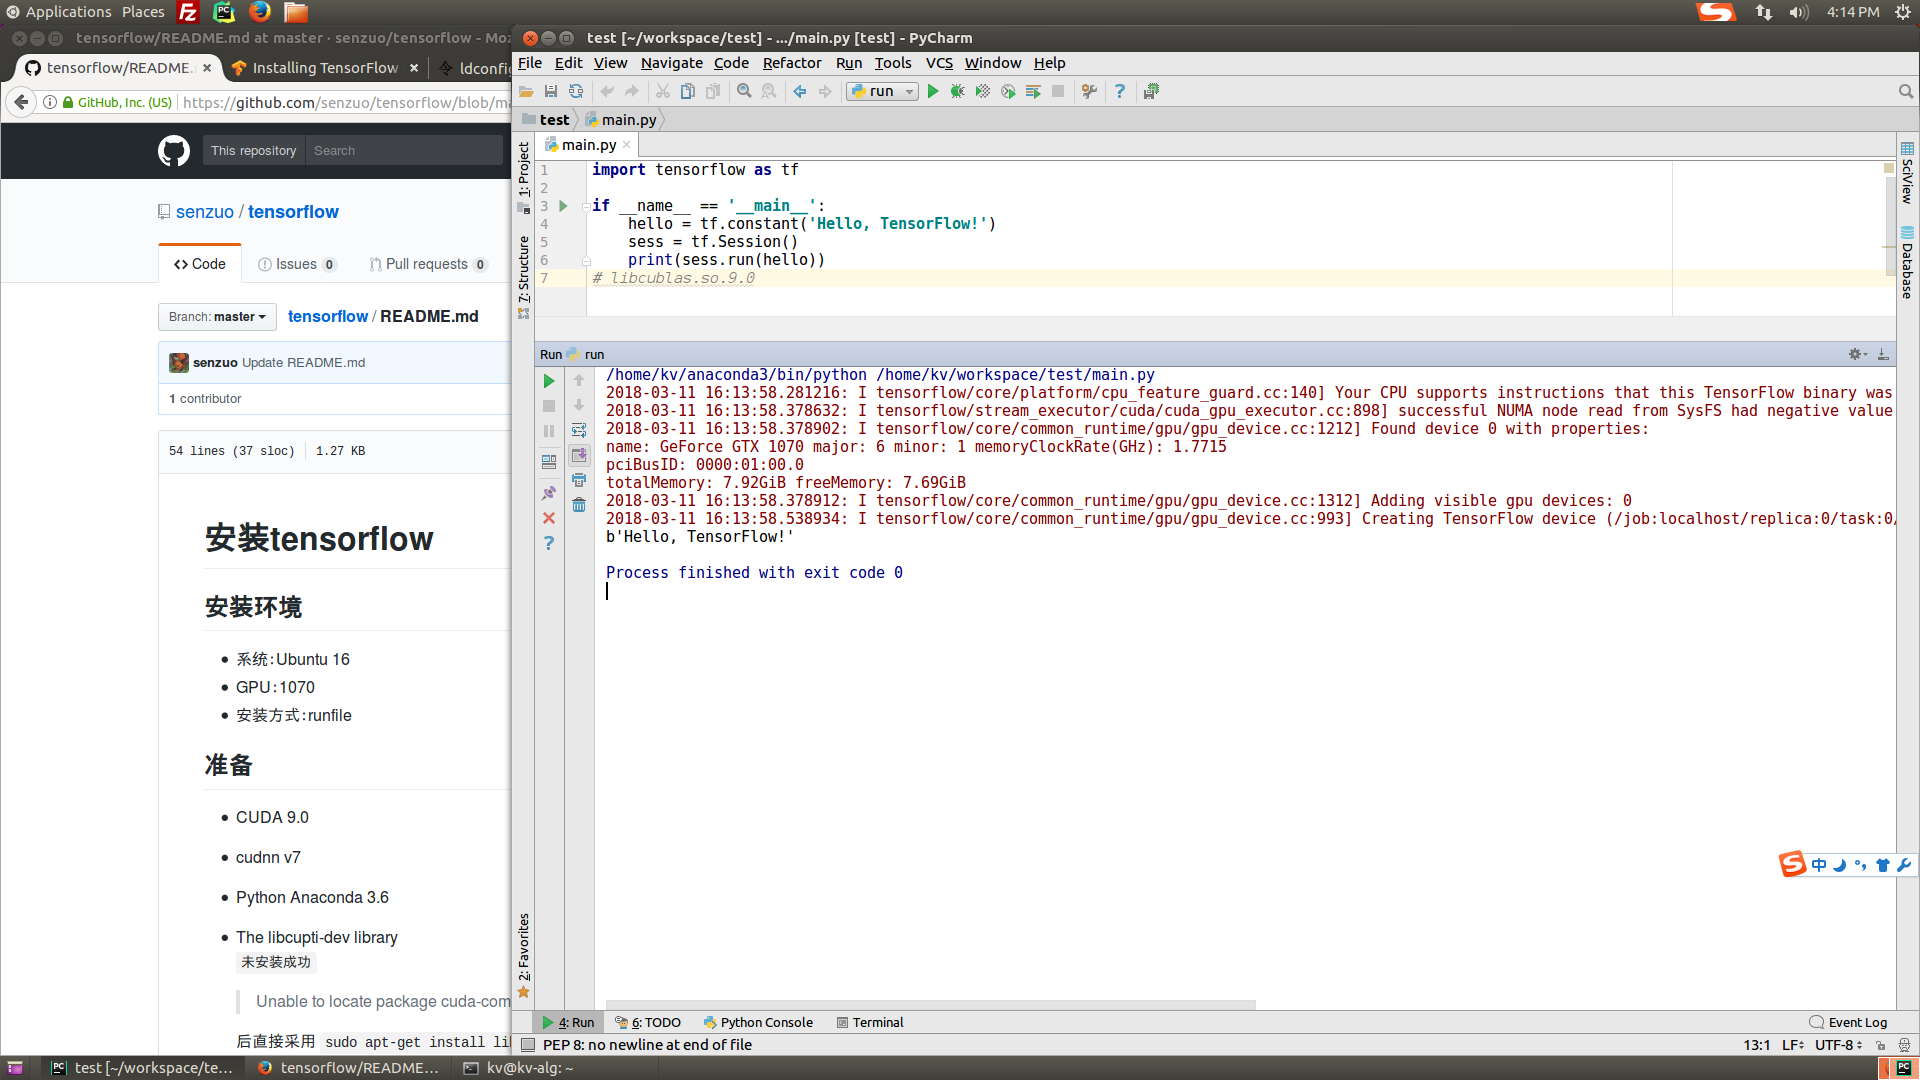 Applications Places
4:14 PM
tensorflow/README.md at master · senzuo/tensorflow - Moz
tensorflow/README.
Installing TensorFlow
ldconfig
GitHub, Inc. (US)
https://github.com/senzuo/tensorflow/blob/ma
This repository
Search
senzuo / tensorflow
Code
Issues 0
Pull requests 0
Branch: master
tensorflow / README.md
senzuo Update README.md
1 contributor
54 lines (37 sloc)
1.27 KB
安装tensorflow
安装环境
系统:Ubuntu 16
GPU:1070
安装方式:runfile
准备
CUDA 9.0
cudnn v7
Python Anaconda 3.6
The libcupti-dev library
未安装成功
Unable to locate package cuda-com
后直接采用 sudo apt-get install lib
test [~/workspace/test] - .../main.py [test] - PyCharm
File Edit View Navigate Code Refactor Run Tools VCS Window Help
run
test
main.py
main.py
1: Project
7: Structure
2: Favorites
SciView
Database
1 import tensorflow as tf
2
3 if __name__ == '__main__':
4 hello = tf.constant('Hello, TensorFlow!')
5 sess = tf.Session()
6 print(sess.run(hello))
7 # libcublas.so.9.0
Run run
/home/kv/anaconda3/bin/python /home/kv/workspace/test/main.py
2018-03-11 16:13:58.281216: I tensorflow/core/platform/cpu_feature_guard.cc:140] Your CPU supports instructions that this TensorFlow binary was
2018-03-11 16:13:58.378632: I tensorflow/stream_executor/cuda/cuda_gpu_executor.cc:898] successful NUMA node read from SysFS had negative value
2018-03-11 16:13:58.378902: I tensorflow/core/common_runtime/gpu/gpu_device.cc:1212] Found device 0 with properties:
name: GeForce GTX 1070 major: 6 minor: 1 memoryClockRate(GHz): 1.7715
pciBusID: 0000:01:00.0
totalMemory: 7.92GiB freeMemory: 7.69GiB
2018-03-11 16:13:58.378912: I tensorflow/core/common_runtime/gpu/gpu_device.cc:1312] Adding visible gpu devices: 0
2018-03-11 16:13:58.538934: I tensorflow/core/common_runtime/gpu/gpu_device.cc:993] Creating TensorFlow device (/job:localhost/replica:0/task:0/
b'Hello, TensorFlow!'
Process finished with exit code 0
中
4: Run
6: TODO
Python Console
Terminal
Event Log
PEP 8: no newline at end of file
13:1 LF UTF-8
test [~/workspace/te...
tensorflow/README...
kv@kv-alg: ~